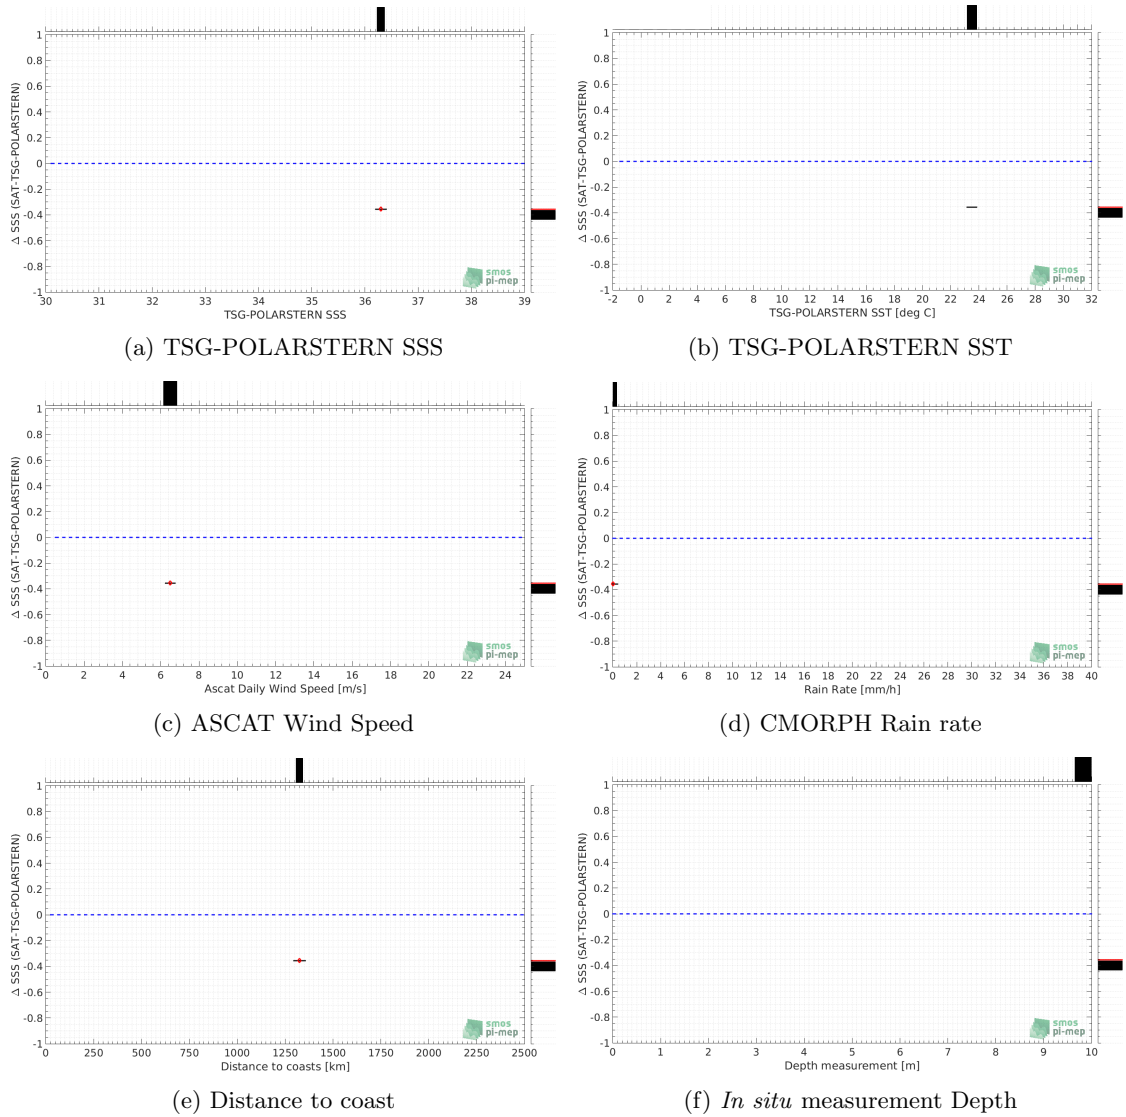 1
0.8
0.6
0.4
0.2
0
-0.2
-0.4
-0.6
-0.8
-1
Δ SSS (SAT-TSG-POLARSTERN)
30 31 32 33 34 35 36 37 38 39
TSG-POLARSTERN SSS
smos
pi-mep
(a) TSG-POLARSTERN SSS
1
0.8
0.6
0.4
0.2
0
-0.2
-0.4
-0.6
-0.8
-1
Δ SSS (SAT-TSG-POLARSTERN)
-2 0 2 4 6 8 10 12 14 16 18 20 22 24 26 28 30 32
TSG-POLARSTERN SST [deg C]
smos
pi-mep
(b) TSG-POLARSTERN SST
1
0.8
0.6
0.4
0.2
0
-0.2
-0.4
-0.6
-0.8
-1
Δ SSS (SAT-TSG-POLARSTERN)
0 2 4 6 8 10 12 14 16 18 20 22 24
Ascat Daily Wind Speed [m/s]
smos
pi-mep
(c) ASCAT Wind Speed
1
0.8
0.6
0.4
0.2
0
-0.2
-0.4
-0.6
-0.8
-1
Δ SSS (SAT-TSG-POLARSTERN)
0 2 4 6 8 10 12 14 16 18 20 22 24 26 28 30 32 34 36 38 40
Rain Rate [mm/h]
smos
pi-mep
(d) CMORPH Rain rate
1
0.8
0.6
0.4
0.2
0
-0.2
-0.4
-0.6
-0.8
-1
Δ SSS (SAT-TSG-POLARSTERN)
0 250 500 750 1000 1250 1500 1750 2000 2250 2500
Distance to coasts [km]
smos
pi-mep
(e) Distance to coast
1
0.8
0.6
0.4
0.2
0
-0.2
-0.4
-0.6
-0.8
-1
Δ SSS (SAT-TSG-POLARSTERN)
0 1 2 3 4 5 6 7 8 9 10
Depth measurement [m]
smos
pi-mep
(f) In situ measurement Depth